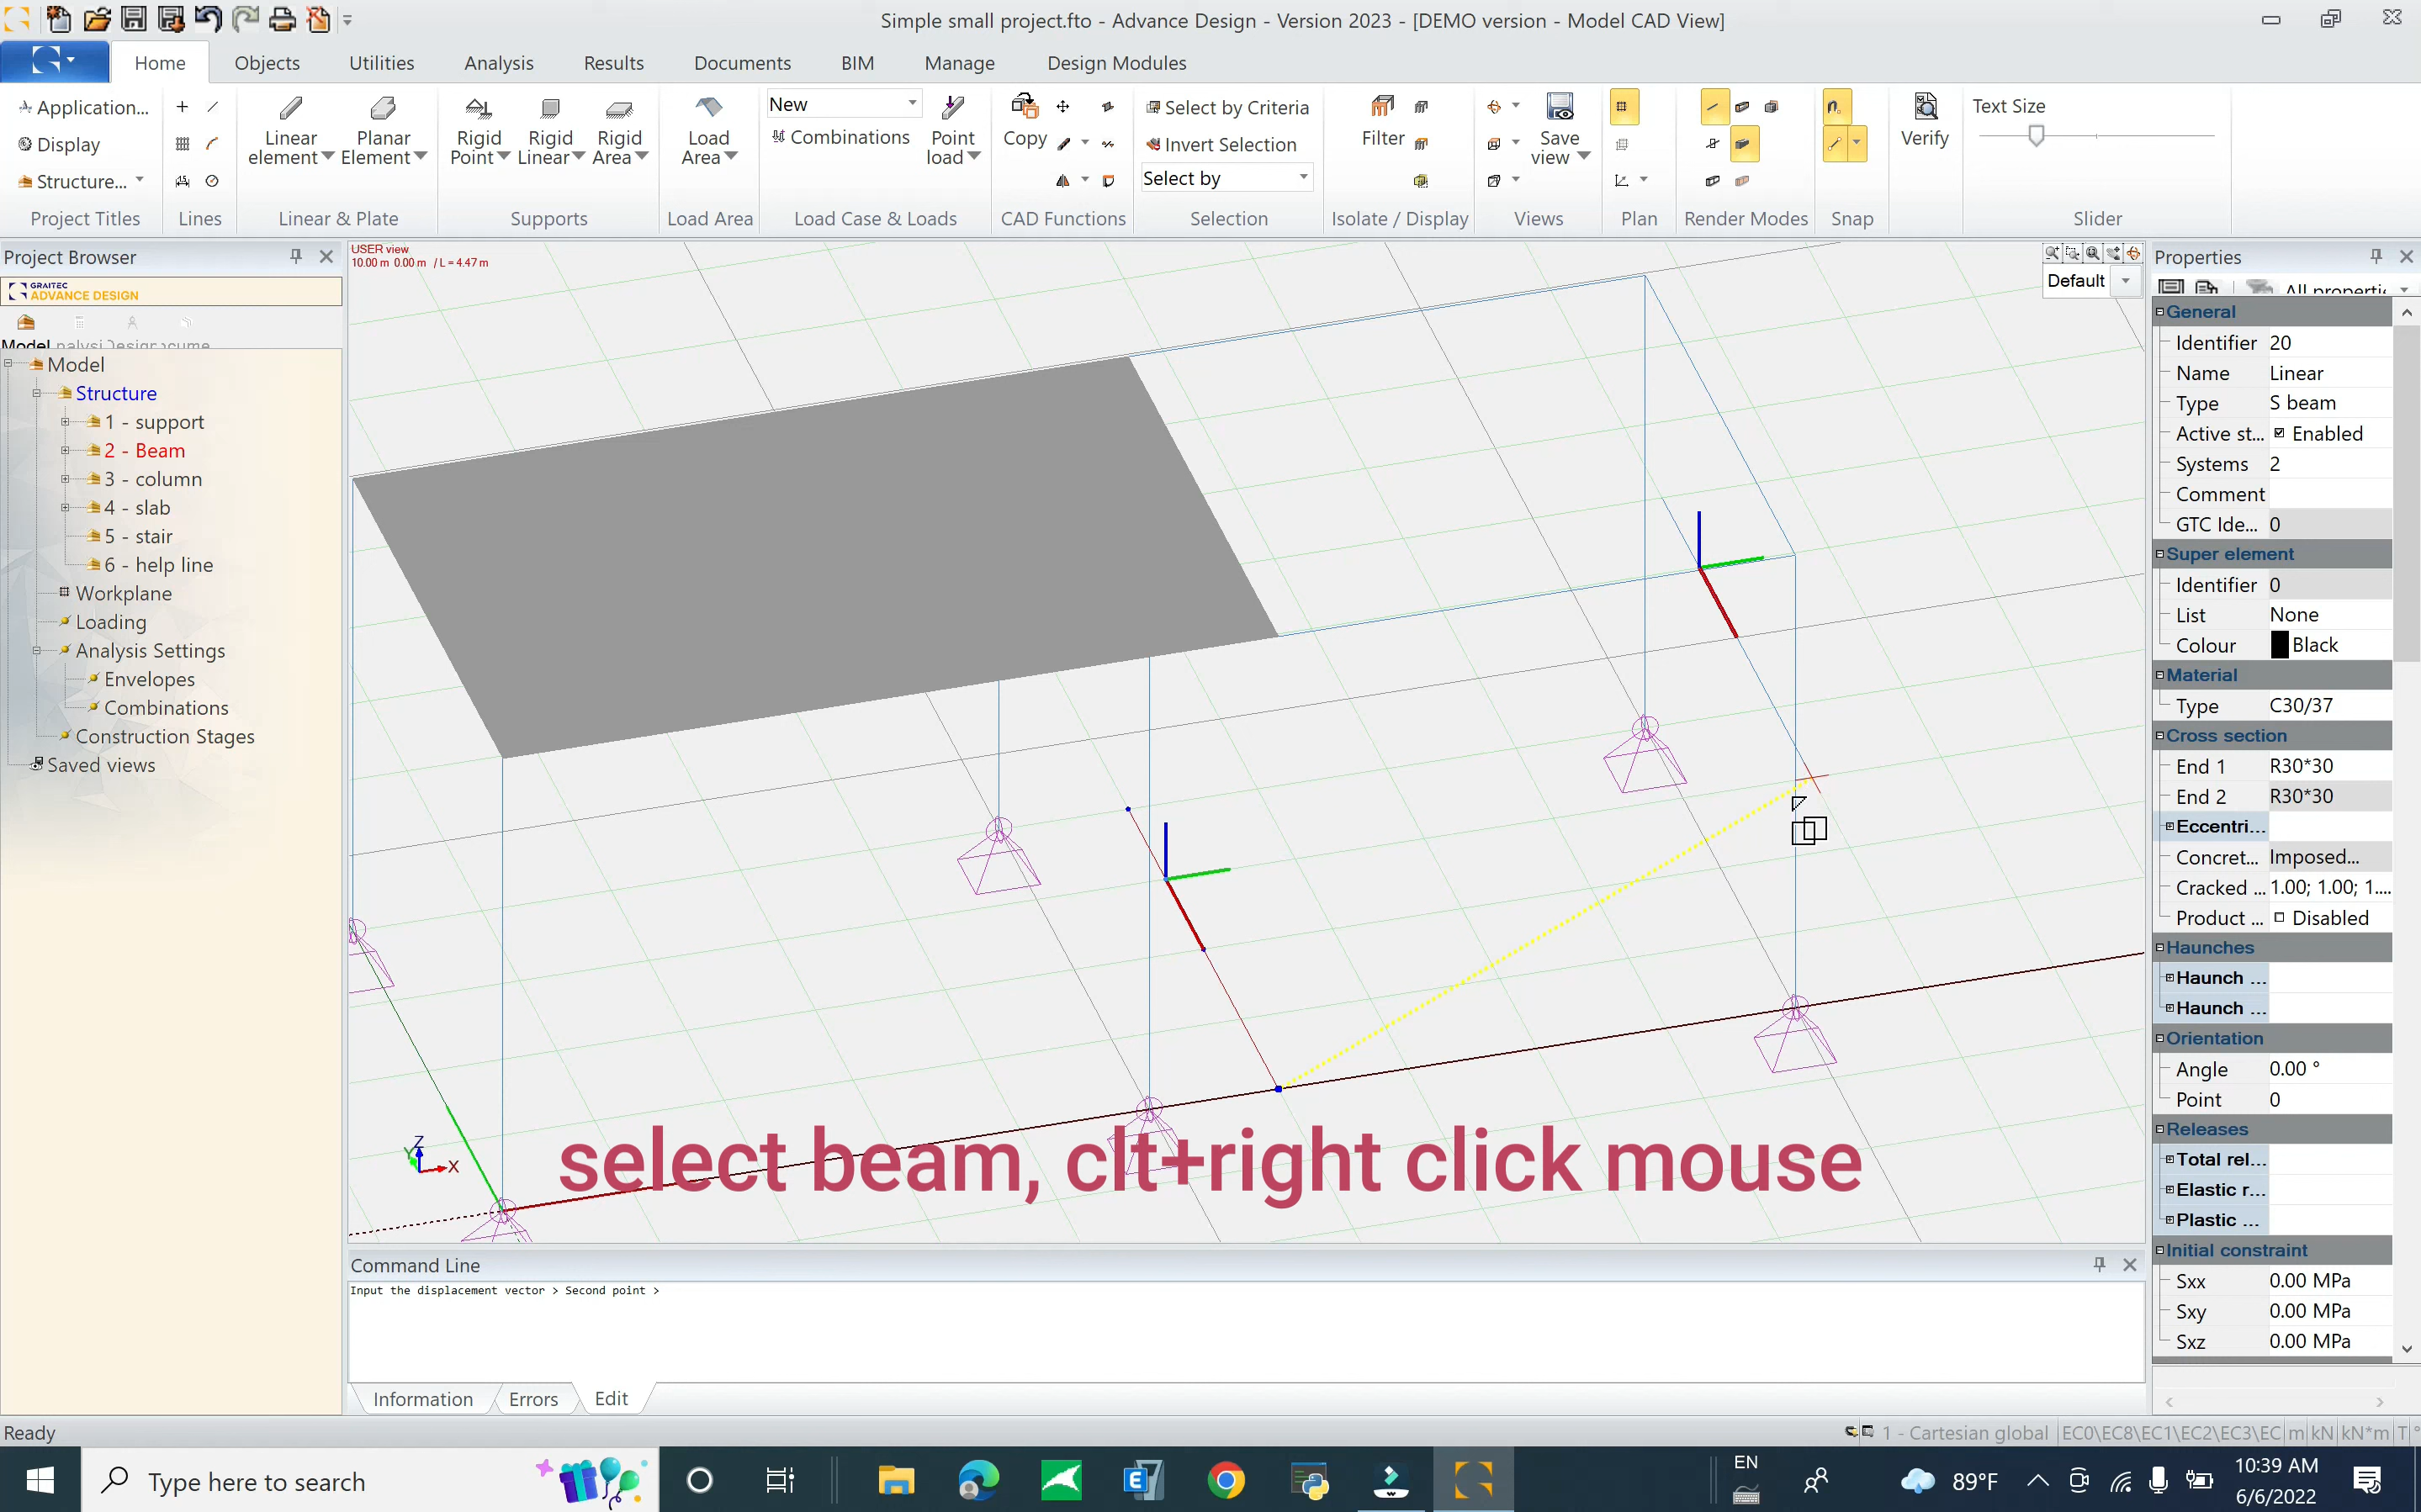 Simple small project.fto - Advance Design - Version 2023 - [DEMO version - Model CAD View]
Home Objects Utilities Analysis Results Documents BIM Manage Design Modules
Application...
Display
Structure...
Project Titles
Lines
Linear element
Planar Element
Linear & Plate
Rigid Point
Rigid Linear
Rigid Area
Supports
Load Area
Load Area
New
Combinations
Point load
Load Case & Loads
Copy
CAD Functions
Select by Criteria
Invert Selection
Select by
Selection
Filter
Isolate / Display
Save view
Views
Plan
Render Modes
Snap
Verify
Text Size
Slider
Project Browser
GRAITEC
ADVANCE DESIGN
Model
Model
Structure
1 - support
2 - Beam
3 - column
4 - slab
5 - stair
6 - help line
Workplane
Loading
Analysis Settings
Envelopes
Combinations
Construction Stages
Saved views
USER view
10.00 m 0.00 m / L = 4.47 m
Default
Z
Y
X
select beam, clt+right click mouse
Command Line
Input the displacement vector > Second point >
Information Errors Edit
Properties
General
Identifier 20
Name Linear
Type S beam
Active st... Enabled
Systems 2
Comment
GTC Ide... 0
Super element
Identifier 0
List None
Colour Black
Material
Type C30/37
Cross section
End 1 R30*30
End 2 R30*30
Eccentri...
Concret... Imposed...
Cracked ... 1.00; 1.00; 1....
Product ... Disabled
Haunches
Haunch ...
Haunch ...
Orientation
Angle 0.00 °
Point 0
Releases
Total rel...
Elastic r...
Plastic ...
Initial constraint
Sxx 0.00 MPa
Sxy 0.00 MPa
Sxz 0.00 MPa
Ready
1 - Cartesian global EC0\EC8\EC1\EC2\EC3\EC m kN kN*m T °
Type here to search
EN
89°F
10:39 AM
6/6/2022